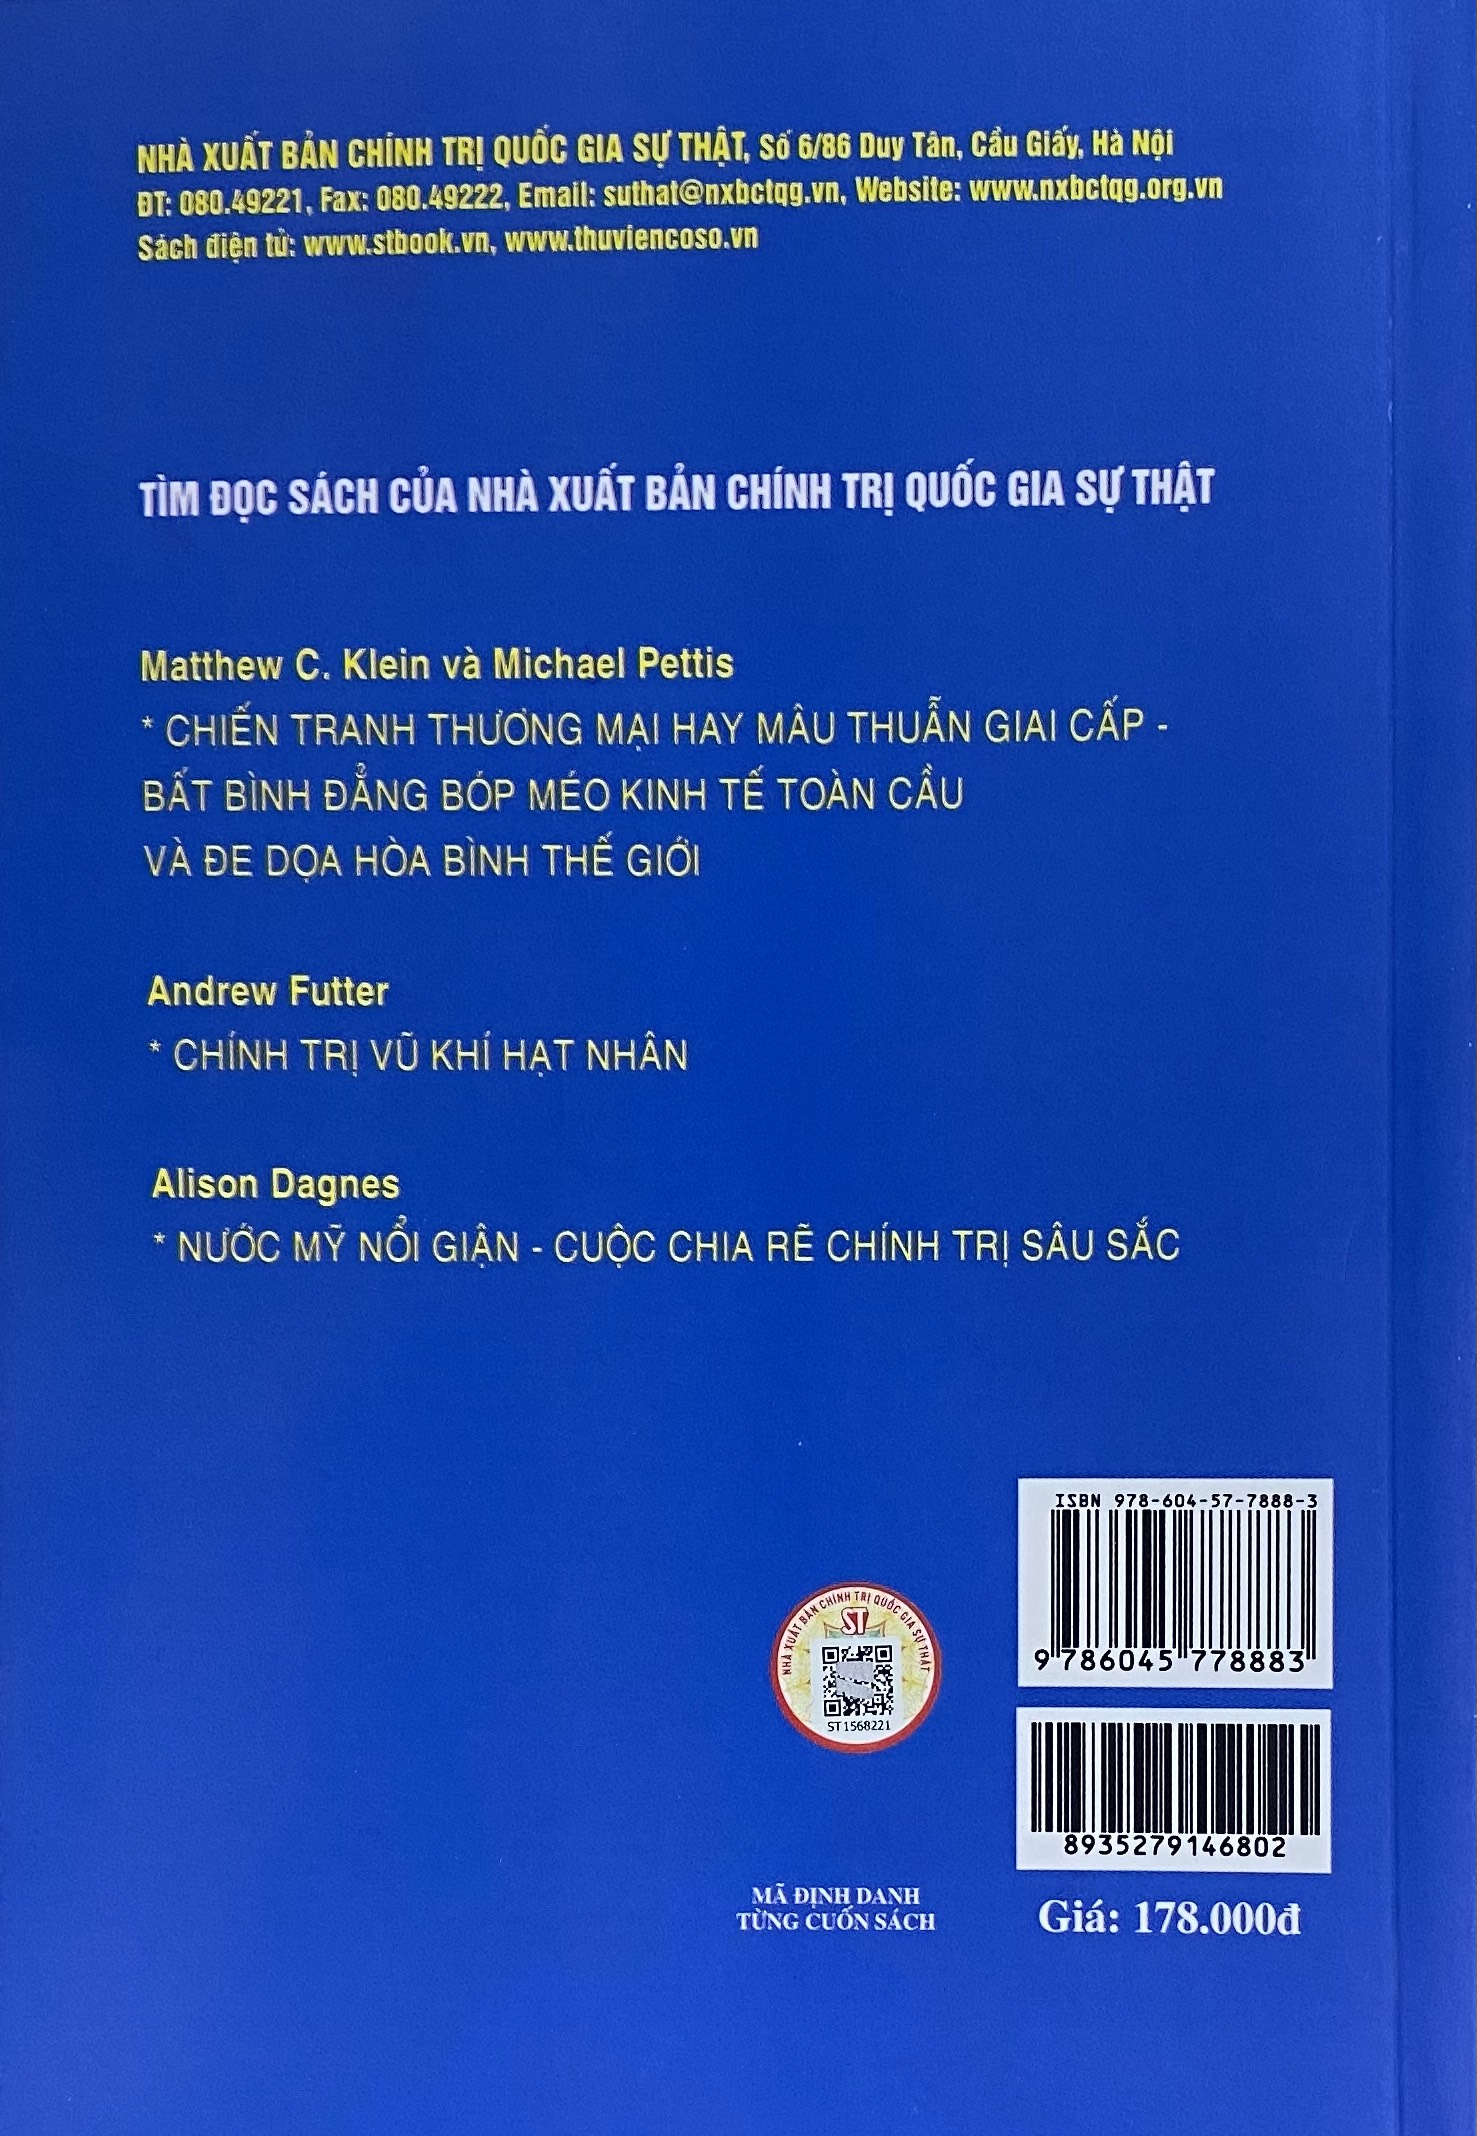 NHÀ XUẤT BẢN CHÍNH TRỊ QUỐC GIA SỰ THẬT, Số 6/86 Duy Tân, Cầu Giấy, Hà Nội
ĐT: 080.49221, Fax: 080.49222, Email: suthat@nxbctqg.vn, Website: www.nxbctqg.org.vn
Sách điện tử: www.stbook.vn, www.thuviencoso.vn
TÌM ĐỌC SÁCH CỦA NHÀ XUẤT BẢN CHÍNH TRỊ QUỐC GIA SỰ THẬT
Matthew C. Klein và Michael Pettis
* CHIẾN TRANH THƯƠNG MẠI HAY MÂU THUẪN GIAI CẤP -
BẤT BÌNH ĐẲNG BÓP MÉO KINH TẾ TOÀN CẦU
VÀ ĐE DỌA HÒA BÌNH THẾ GIỚI
Andrew Futter
* CHÍNH TRỊ VŨ KHÍ HẠT NHÂN
Alison Dagnes
* NƯỚC MỸ NỔI GIẬN - CUỘC CHIA RẼ CHÍNH TRỊ SÂU SẮC
ISBN 978-604-57-7888-3
9 786045 778883
NHÀ XUẤT BẢN CHÍNH TRỊ QUỐC GIA SỰ THẬT
ST
ST1568221
8935279146802
MÃ ĐỊNH DANH
TỪNG CUỐN SÁCH
Giá: 178.000đ